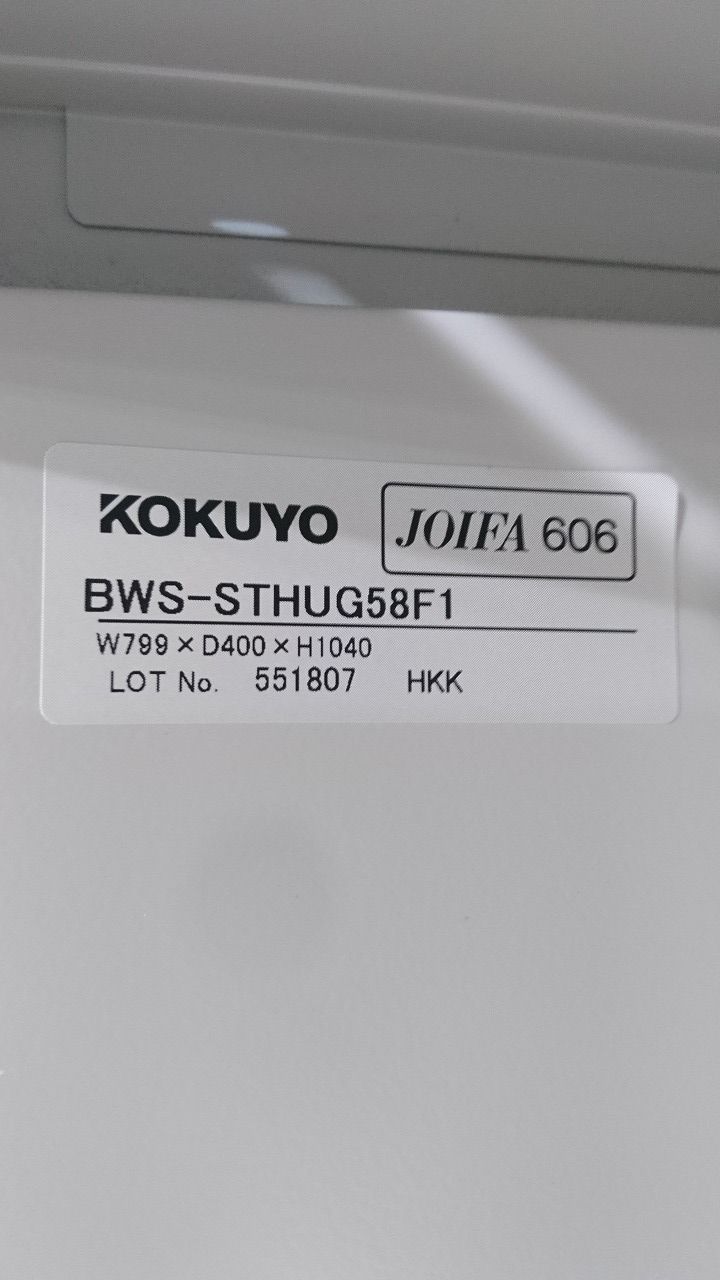 KOKUYO JOIFA 606
BWS-STHUG58F1
W799×D400×H1040
LOT No. 551807 HKK